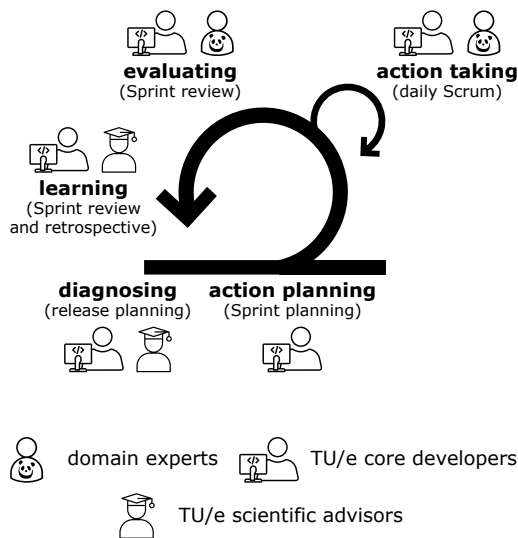 evaluating
(Sprint review)
action taking
(daily Scrum)
learning
(Sprint review
and retrospective)
diagnosing
(release planning)
action planning
(Sprint planning)
domain experts
TU/e core developers
TU/e scientific advisors